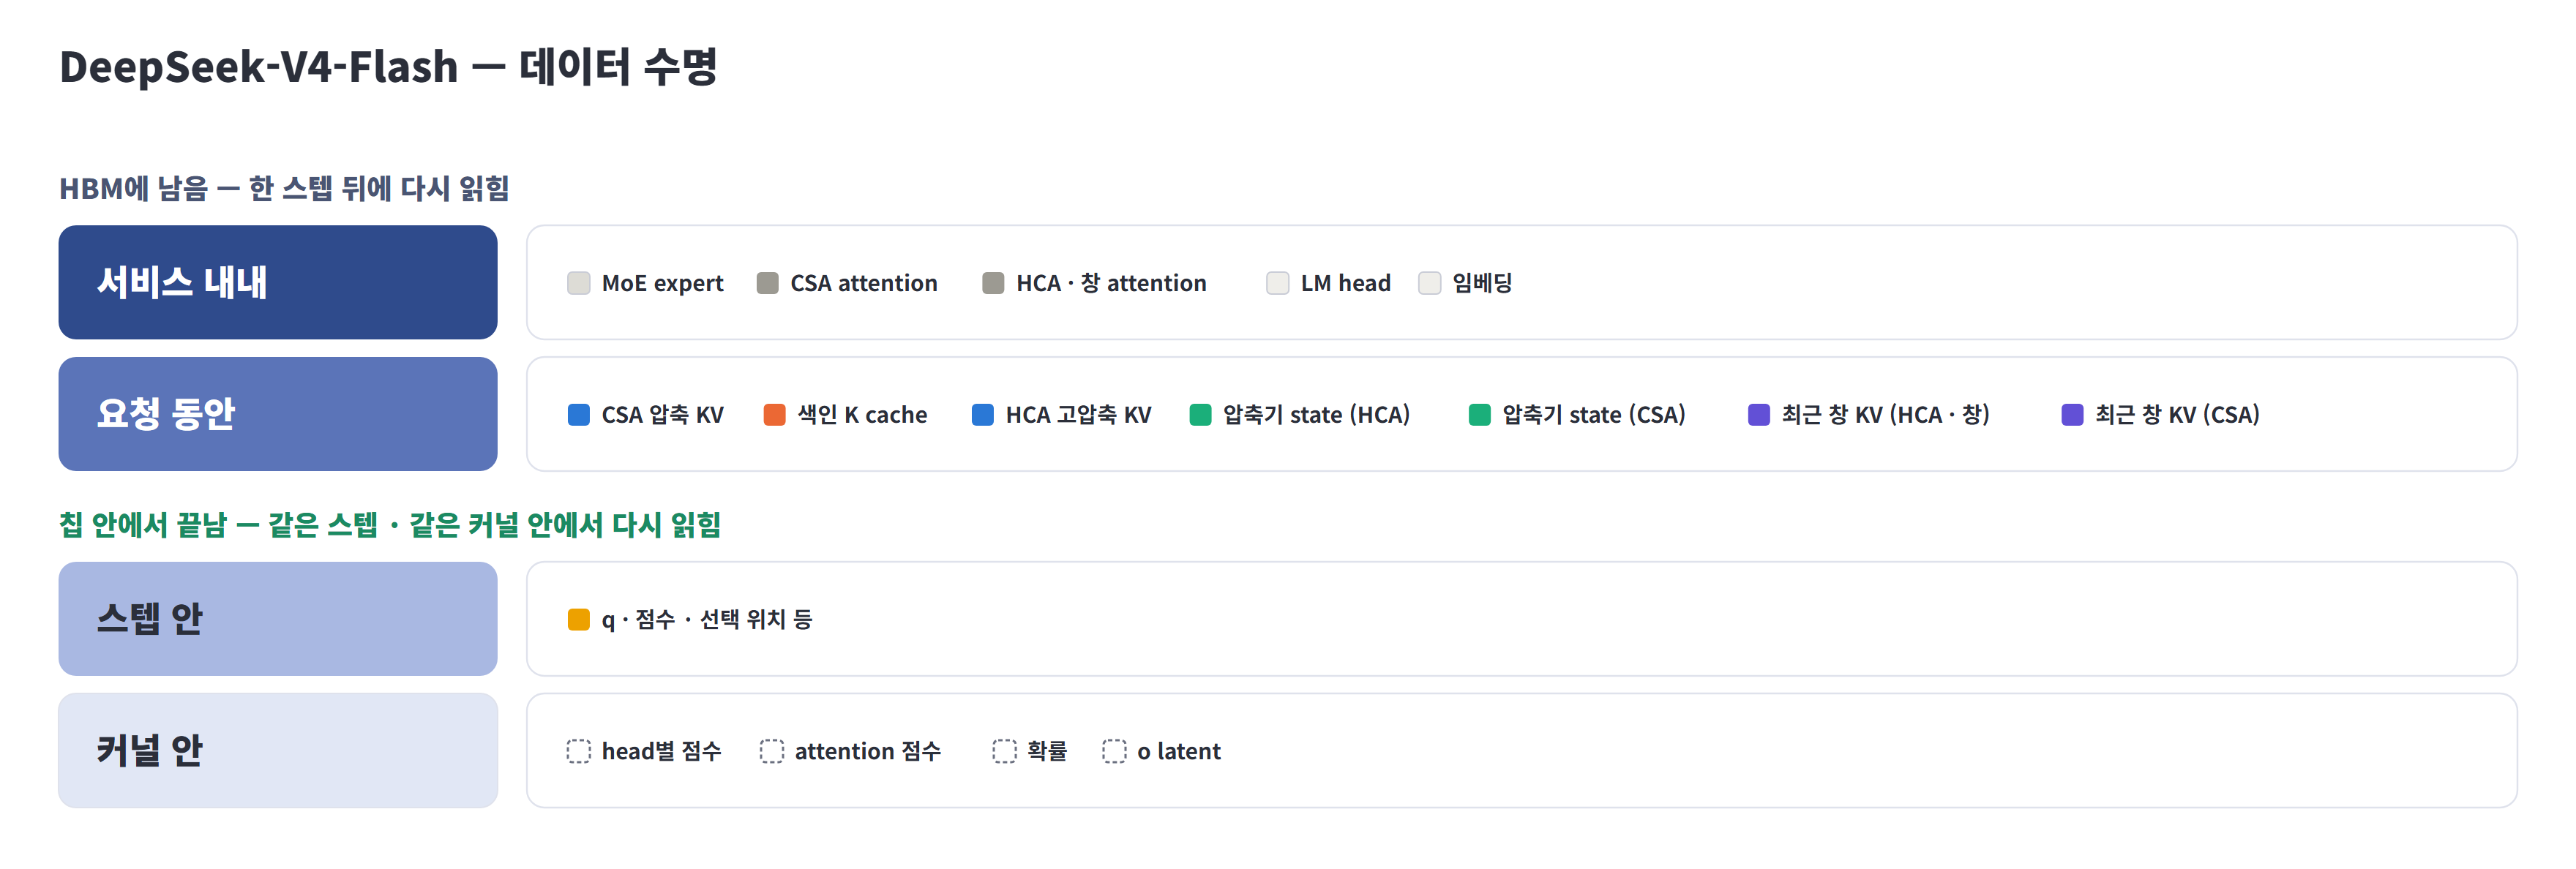 DeepSeek-V4-Flash — 데이터 수명
HBM에 남음 — 한 스텝 뒤에 다시 읽힘
서비스 내내
MoE expert CSA attention HCA · 창 attention LM head 임베딩
요청 동안
CSA 압축 KV 색인 K cache HCA 고압축 KV 압축기 state (HCA) 압축기 state (CSA) 최근 창 KV (HCA · 창) 최근 창 KV (CSA)
칩 안에서 끝남 — 같은 스텝 · 같은 커널 안에서 다시 읽힘
스텝 안
q · 점수 · 선택 위치 등
커널 안
head별 점수 attention 점수 확률 o latent